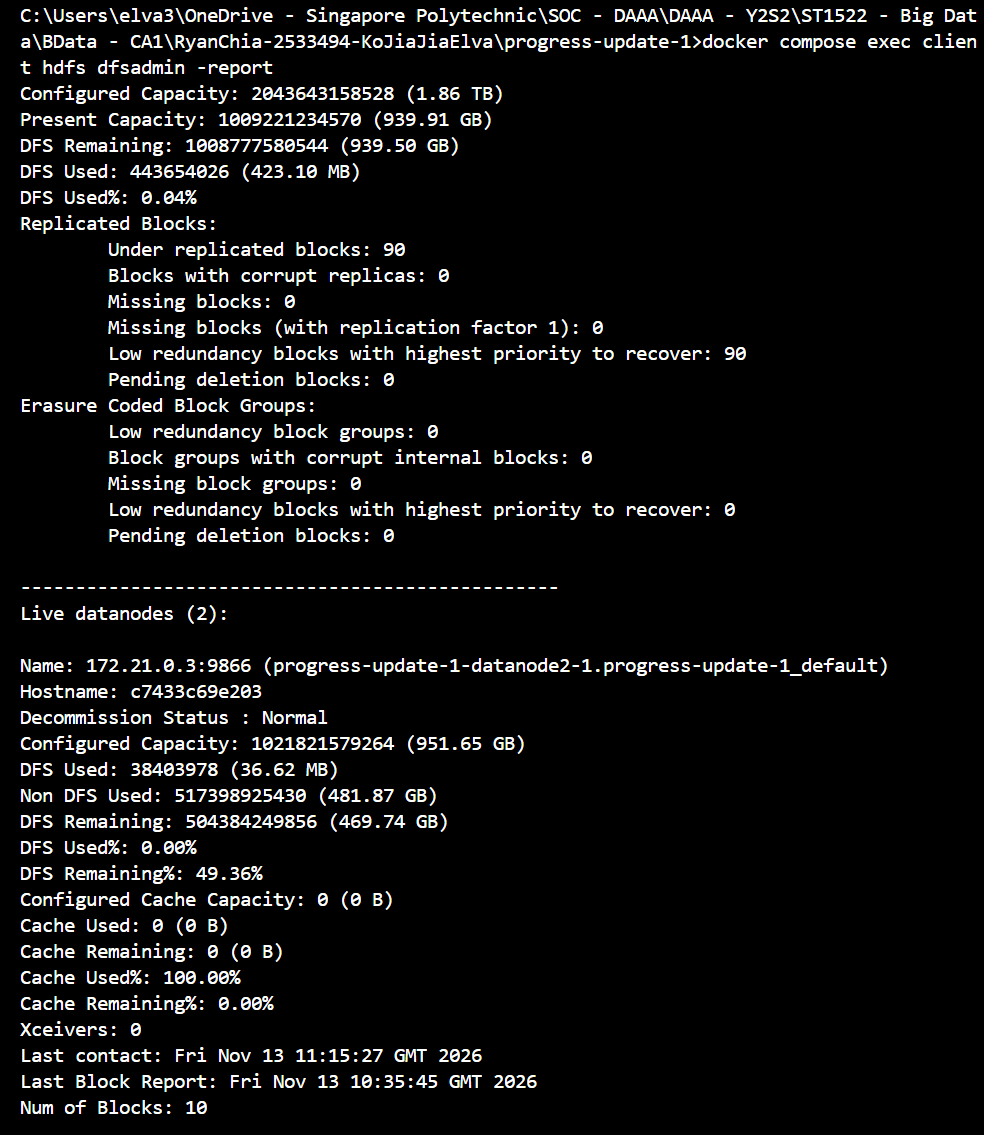 C:\Users\elva3\OneDrive - Singapore Polytechnic\SOC - DAAA\DAAA - Y2S2\ST1522 - Big Dat
a\BData - CA1\RyanChia-2533494-KoJiaJiaElva\progress-update-1>docker compose exec clien
t hdfs dfsadmin -report
Configured Capacity: 2043643158528 (1.86 TB)
Present Capacity: 1009221234570 (939.91 GB)
DFS Remaining: 1008777580544 (939.50 GB)
DFS Used: 443654026 (423.10 MB)
DFS Used%: 0.04%
Replicated Blocks:
        Under replicated blocks: 90
        Blocks with corrupt replicas: 0
        Missing blocks: 0
        Missing blocks (with replication factor 1): 0
        Low redundancy blocks with highest priority to recover: 90
        Pending deletion blocks: 0
Erasure Coded Block Groups:
        Low redundancy block groups: 0
        Block groups with corrupt internal blocks: 0
        Missing block groups: 0
        Low redundancy blocks with highest priority to recover: 0
        Pending deletion blocks: 0
-------------------------------------------------
Live datanodes (2):
Name: 172.21.0.3:9866 (progress-update-1-datanode2-1.progress-update-1_default)
Hostname: c7433c69e203
Decommission Status : Normal
Configured Capacity: 1021821579264 (951.65 GB)
DFS Used: 38403978 (36.62 MB)
Non DFS Used: 517398925430 (481.87 GB)
DFS Remaining: 504384249856 (469.74 GB)
DFS Used%: 0.00%
DFS Remaining%: 49.36%
Configured Cache Capacity: 0 (0 B)
Cache Used: 0 (0 B)
Cache Remaining: 0 (0 B)
Cache Used%: 100.00%
Cache Remaining%: 0.00%
Xceivers: 0
Last contact: Fri Nov 13 11:15:27 GMT 2026
Last Block Report: Fri Nov 13 10:35:45 GMT 2026
Num of Blocks: 10